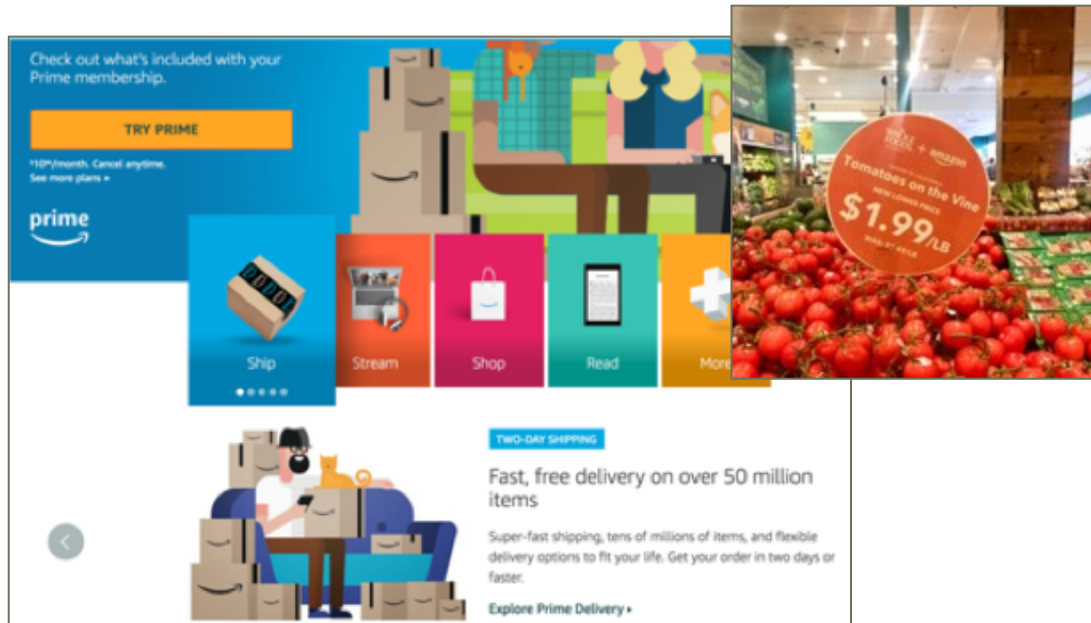 Check out what's included with your
Prime membership.
TRY PRIME
/month. Cancel anytime.
See more plans ▸
prime
Ship
Stream
Shop
Read
More
TWO-DAY SHIPPING
Fast, free delivery on over 50 million
items
Super-fast shipping, tens of millions of items, and flexible
delivery options to fit your life. Get your order in two days or
faster.
Explore Prime Delivery ▸
WHOLE
FOODS + amazon
Tomatoes on the Vine
NEW LOWER PRICE
$1.99/LB